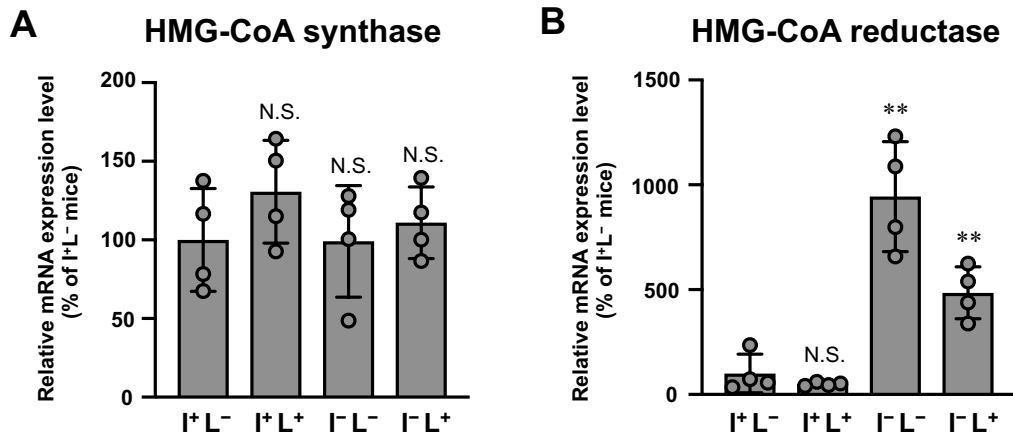 A
HMG-CoA synthase
Relative mRNA expression level
(% of I⁺L⁻ mice)
200
150
100
50
0
N.S.
N.S.
N.S.
I⁺ L⁻
I⁺ L⁺
I⁻ L⁻
I⁻ L⁺
B
HMG-CoA reductase
Relative mRNA expression level
(% of I⁺L⁻ mice)
1500
1000
500
0
N.S.
**
**
I⁺ L⁻
I⁺ L⁺
I⁻ L⁻
I⁻ L⁺